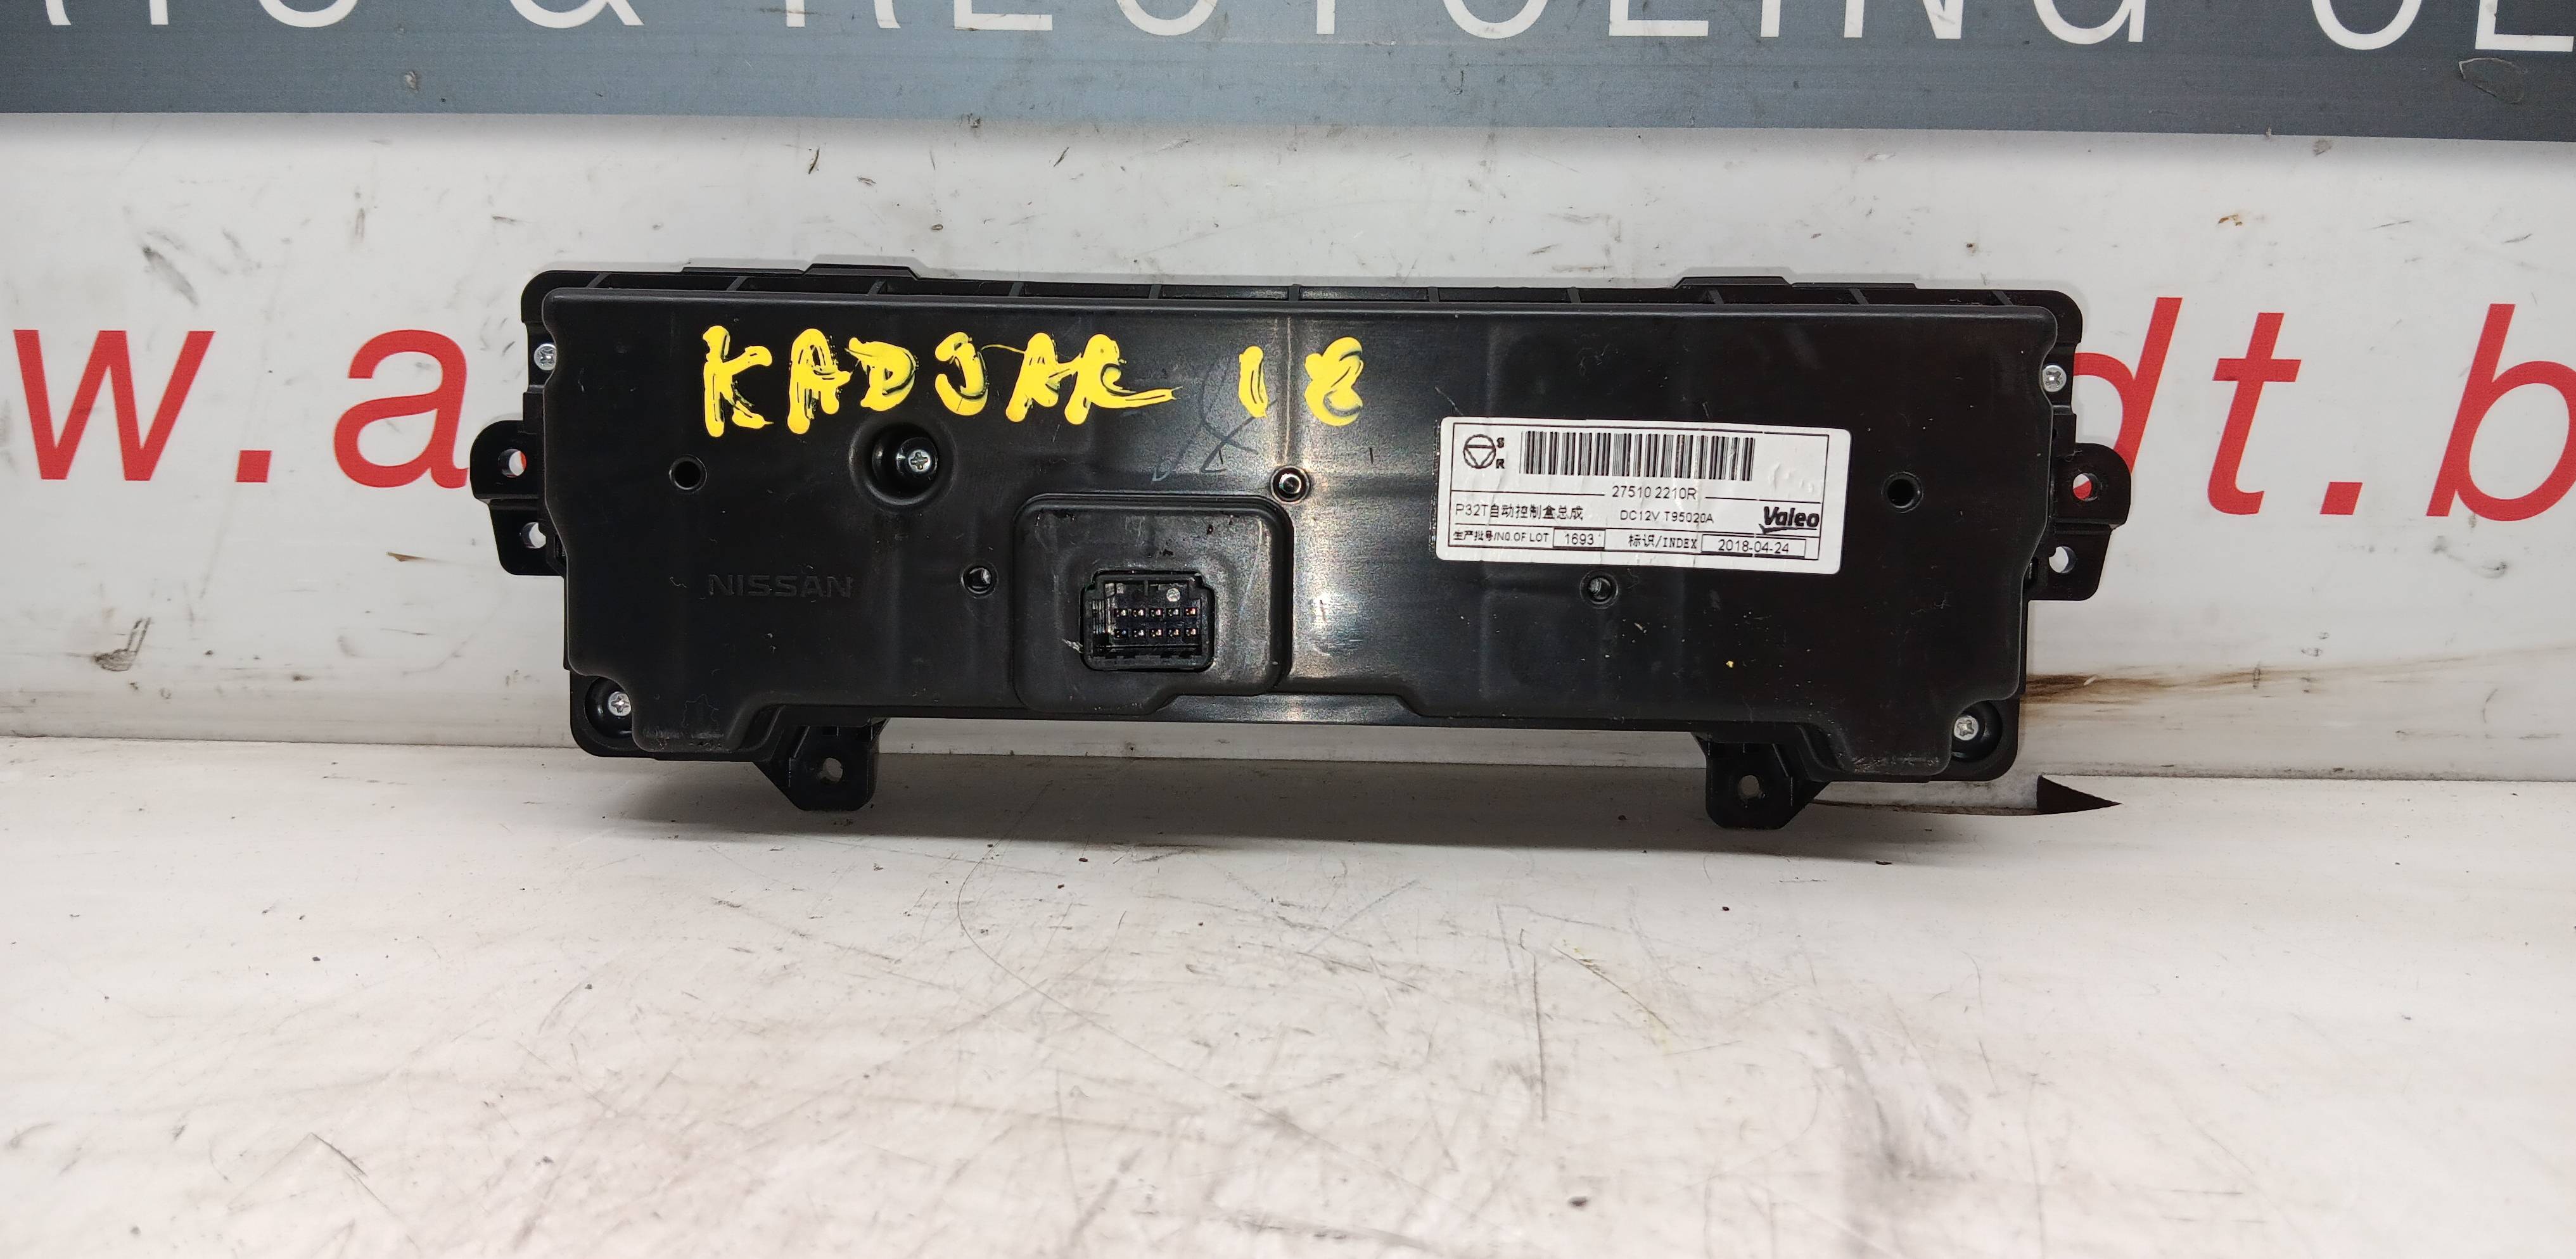 & RECYCLING
w.a dt.b
KADJAR 18
S
R
27510 2210R
P32T自动控制盒总成 DC12V T95020A Valeo
生产批号/NO.OF LOT 1693 标识/INDEX 2018-04-24
NISSAN